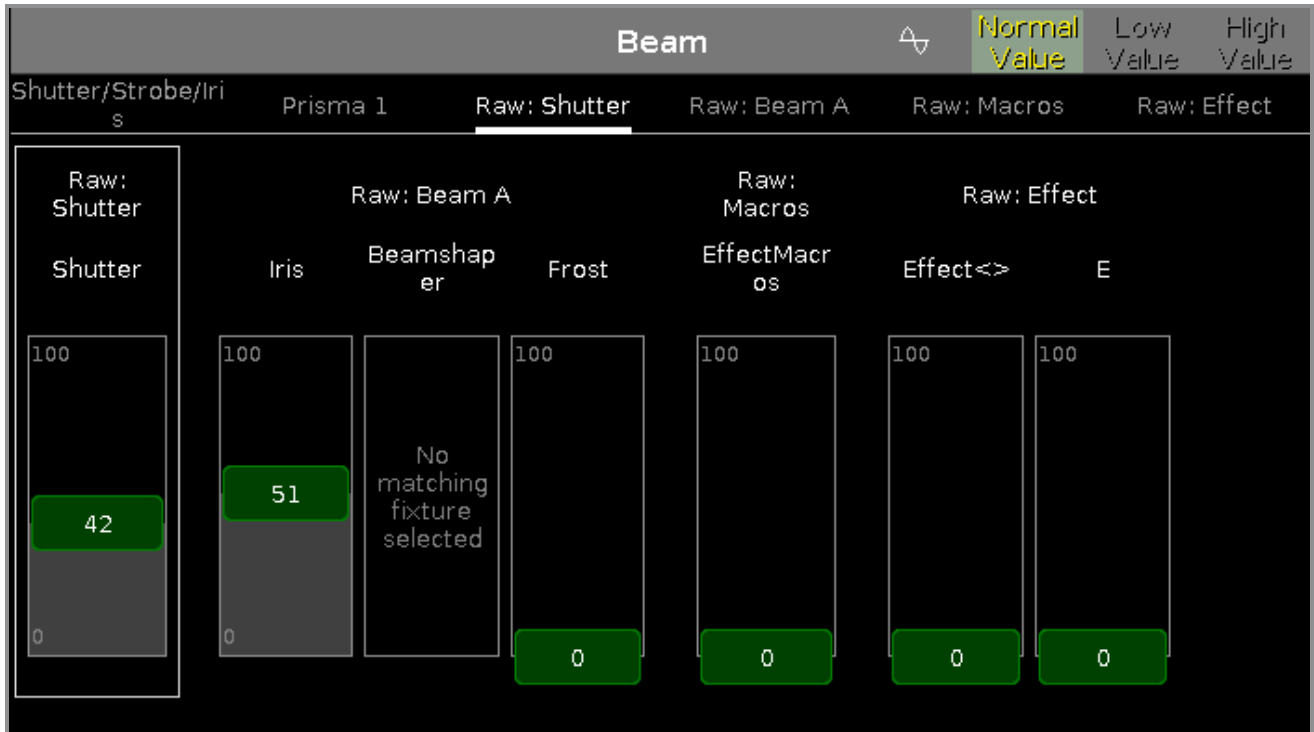 Beam
Normal
Value
Low
Value
High
Value
Shutter/Strobe/Iri
s
Prisma 1
Raw: Shutter
Raw: Beam A
Raw: Macros
Raw: Effect
Raw:
Shutter
Raw: Beam A
Raw:
Macros
Raw: Effect
Shutter
Iris
Beamshap
er
Frost
EffectMacr
os
Effect<>
E
100
100
100
100
100
100
No
matching
fixture
selected
42
51
0
0
0
0
0
0